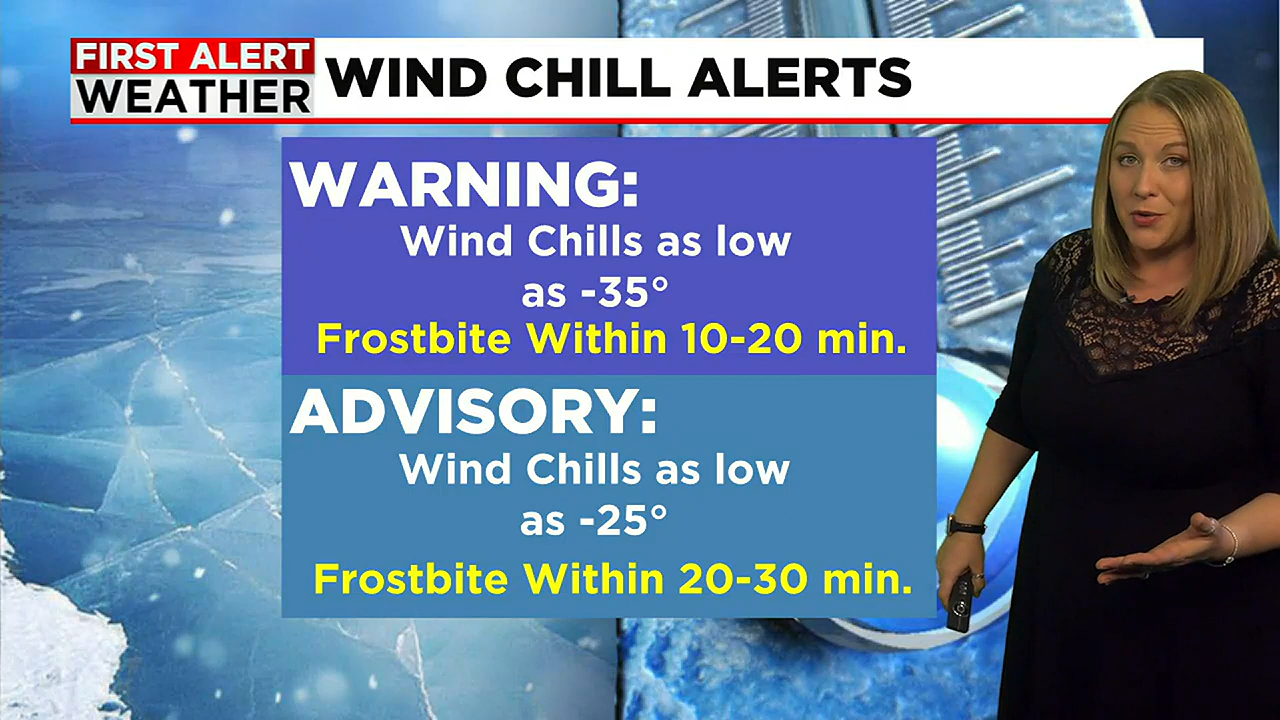 FIRST ALERT
WEATHER
WIND CHILL ALERTS
WARNING:
Wind Chills as low
as -35°
Frostbite Within 10-20 min.
ADVISORY:
Wind Chills as low
as -25°
Frostbite Within 20-30 min.